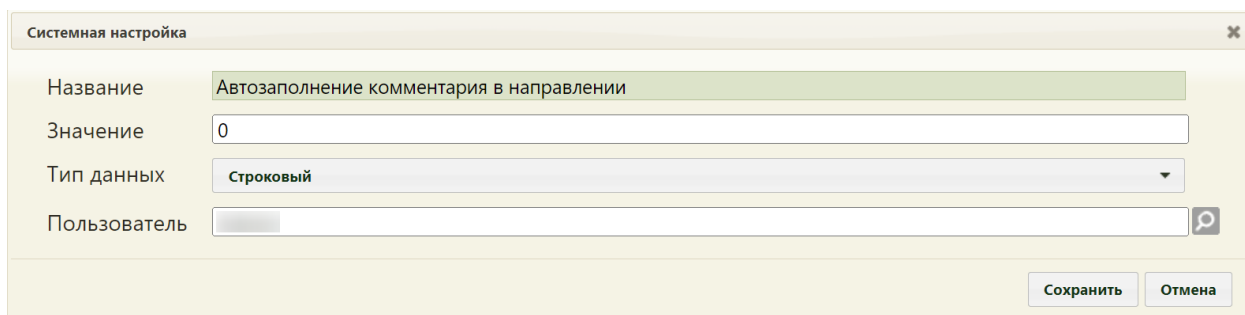 Системная настройка
Название Автозаполнение комментария в направлении
Значение 0
Тип данных Строковый
Пользователь
Сохранить Отмена